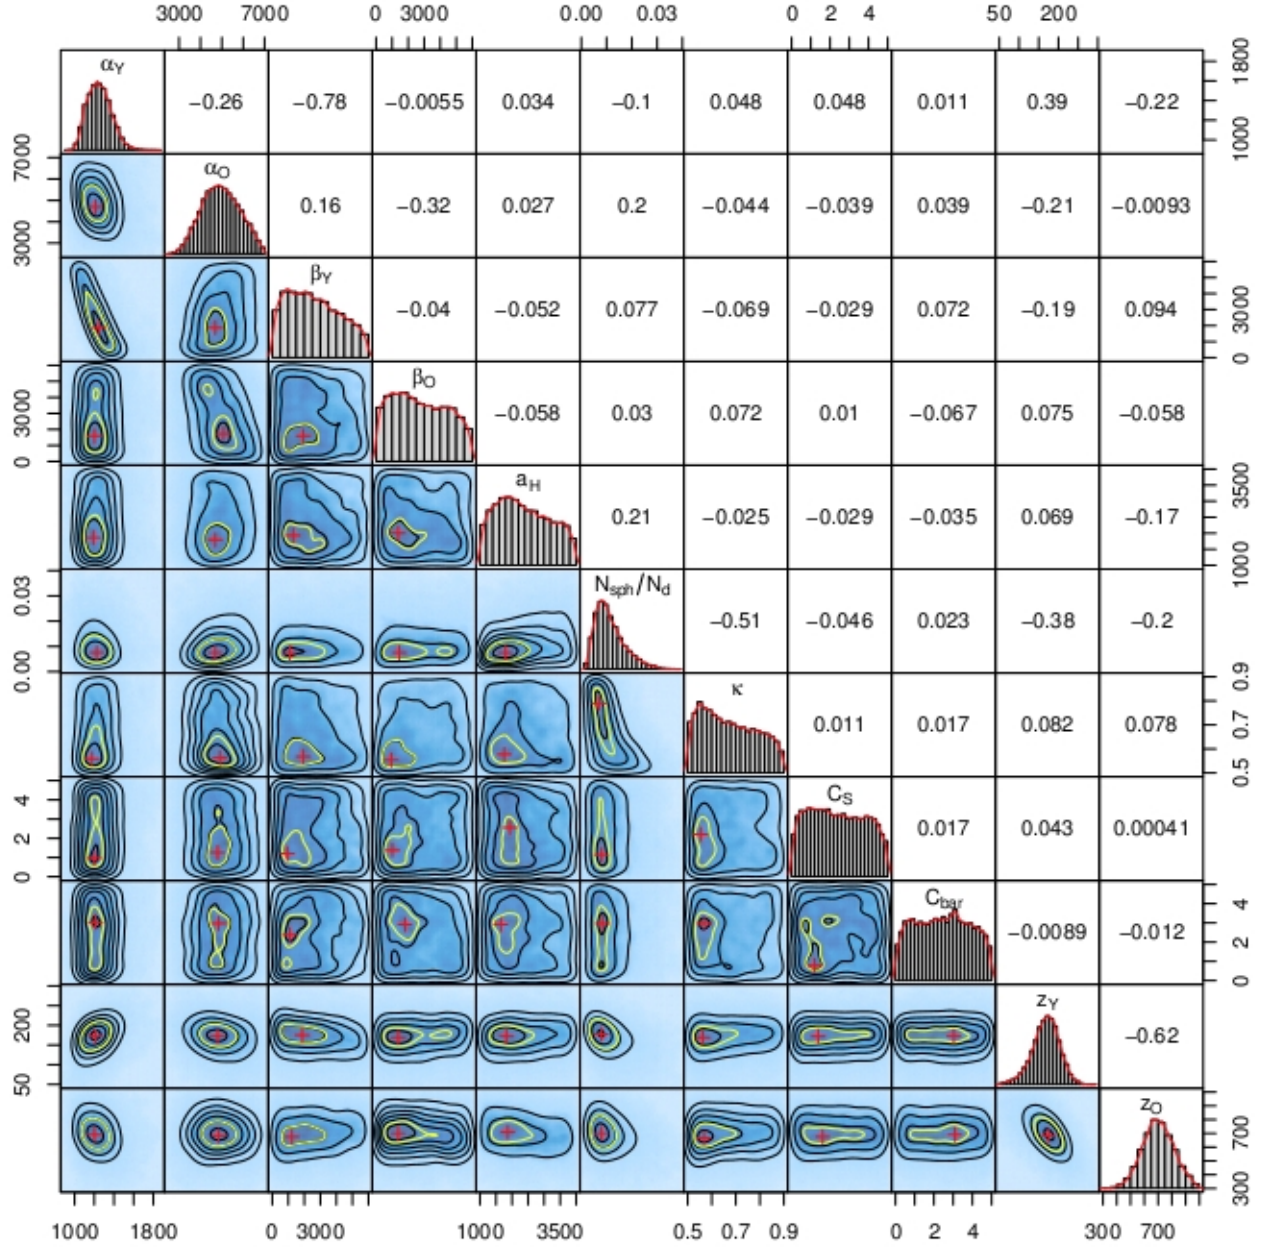 3000 7000 0 3000 0.00 0.03 0 2 4 50 200
αY −0.26 −0.78 −0.0055 0.034 −0.1 0.048 0.048 0.011 0.39 −0.22 1000 1800
3000 7000 αO 0.16 −0.32 0.027 0.2 −0.044 −0.039 0.039 −0.21 −0.0093
βY −0.04 −0.052 0.077 −0.069 −0.029 0.072 −0.19 0.094 0 3000
0 3000 βO −0.058 0.03 0.072 0.01 −0.067 0.075 −0.058
aH 0.21 −0.025 −0.029 −0.035 0.069 −0.17 1000 3500
0.00 0.03 Nsph/Nd −0.51 −0.046 0.023 −0.38 −0.2
κ 0.011 0.017 0.082 0.078 0.5 0.7 0.9
0 2 4 CS 0.017 0.043 0.00041
Cbar −0.0089 −0.012 0 2 4
50 200 zY −0.62
zO 300 700
1000 1800 0 3000 1000 3500 0.5 0.7 0.9 0 2 4 300 700